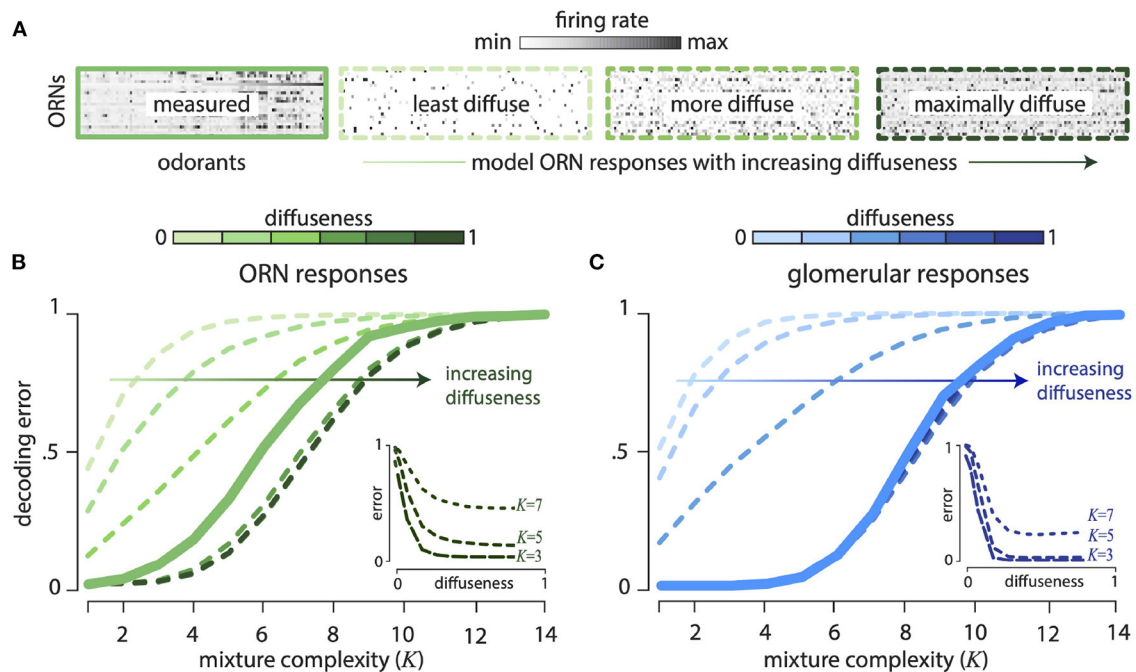 A
firing rate
min max
ORNs
measured
least diffuse
more diffuse
maximally diffuse
odorants
model ORN responses with increasing diffuseness
diffuseness
0 1
B
ORN responses
decoding error
1
.5
0
increasing
diffuseness
2 4 6 8 10 12 14
mixture complexity (K)
1
error
0
K=7
K=5
K=3
0 1
diffuseness
diffuseness
0 1
C
glomerular responses
1
.5
0
increasing
diffuseness
2 4 6 8 10 12 14
mixture complexity (K)
1
error
0
K=7
K=5
K=3
0 1
diffuseness